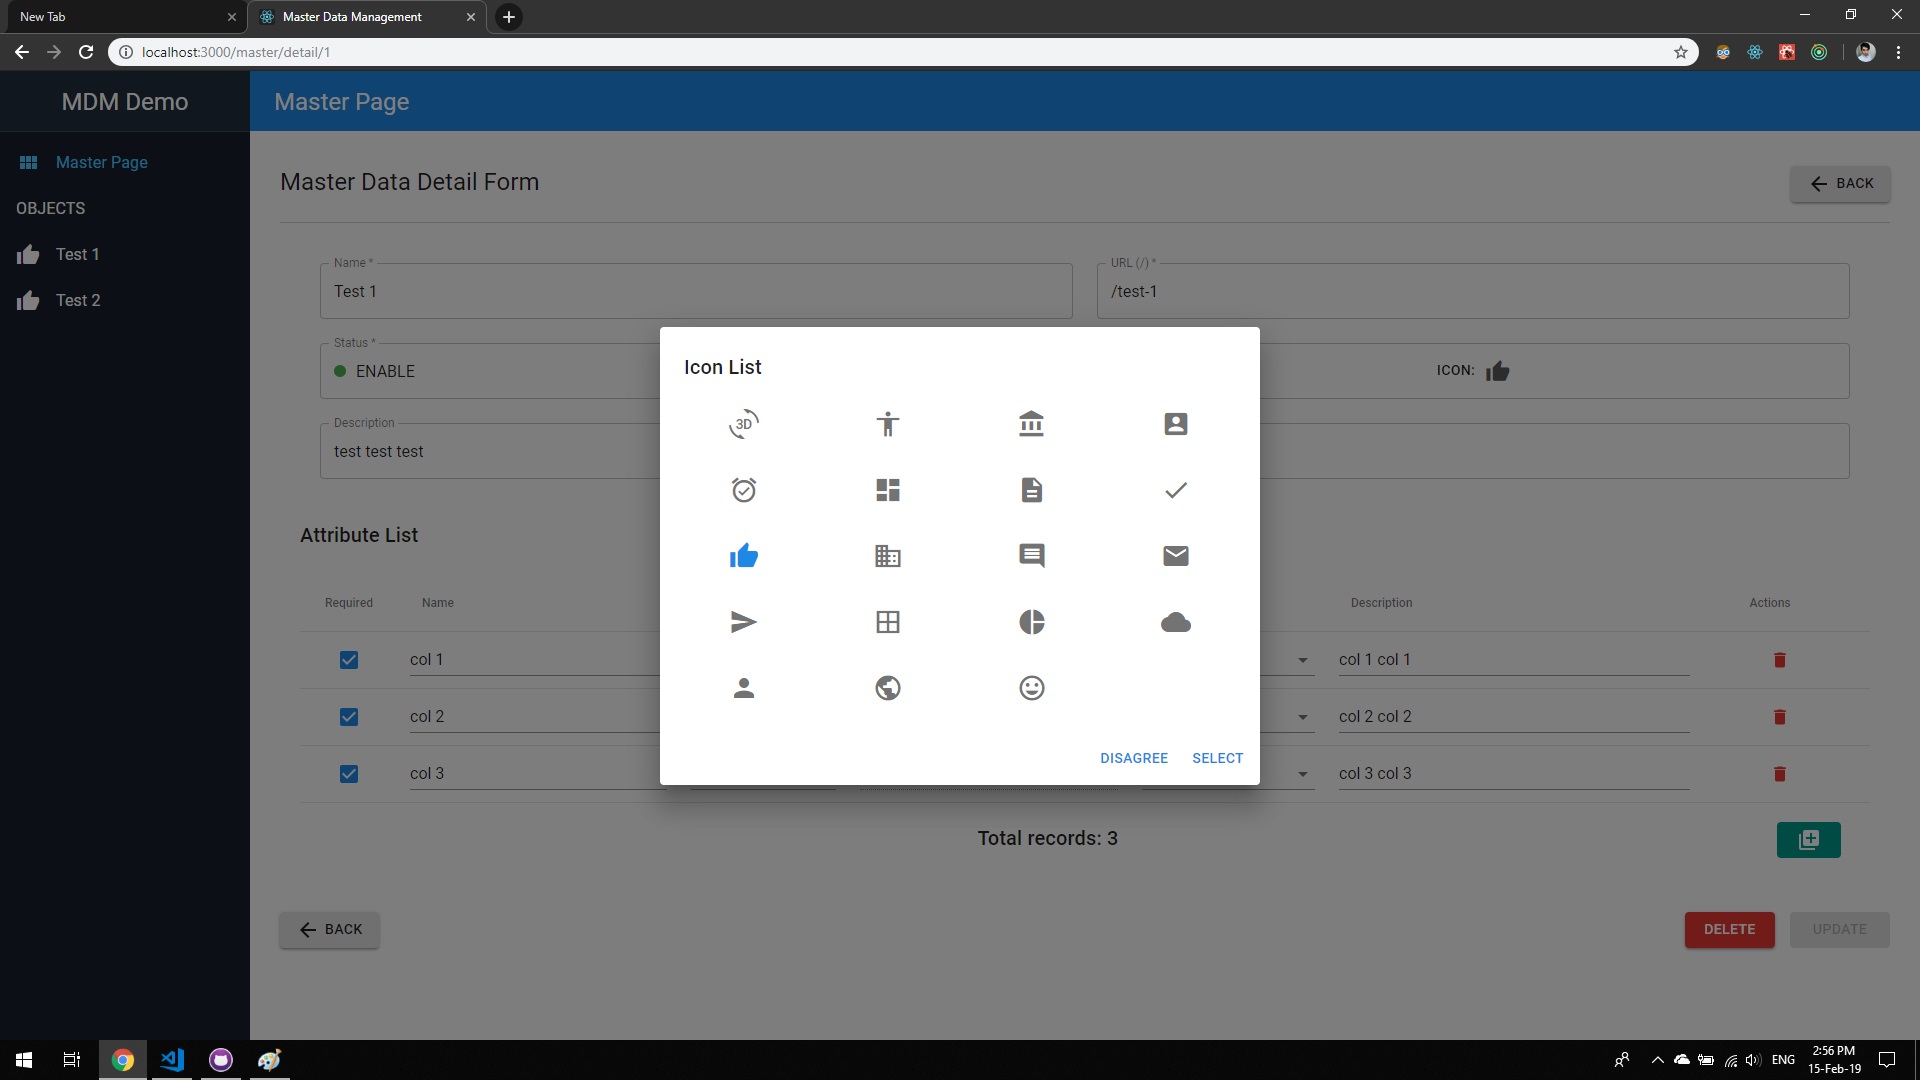 New Tab
Master Data Management
localhost:3000/master/detail/1
MDM Demo
Master Page
Master Page
OBJECTS
Test 1
Test 2
Master Data Detail Form
BACK
Name *
Test 1
URL (/) *
/test-1
Status *
ENABLE
ICON:
Description
test test test
Icon List
3D
DISAGREE
SELECT
Attribute List
Required
Name
Description
Actions
col 1
col 1 col 1
col 2
col 2 col 2
col 3
col 3 col 3
Total records: 3
BACK
DELETE
UPDATE
ENG
2:56 PM
15-Feb-19